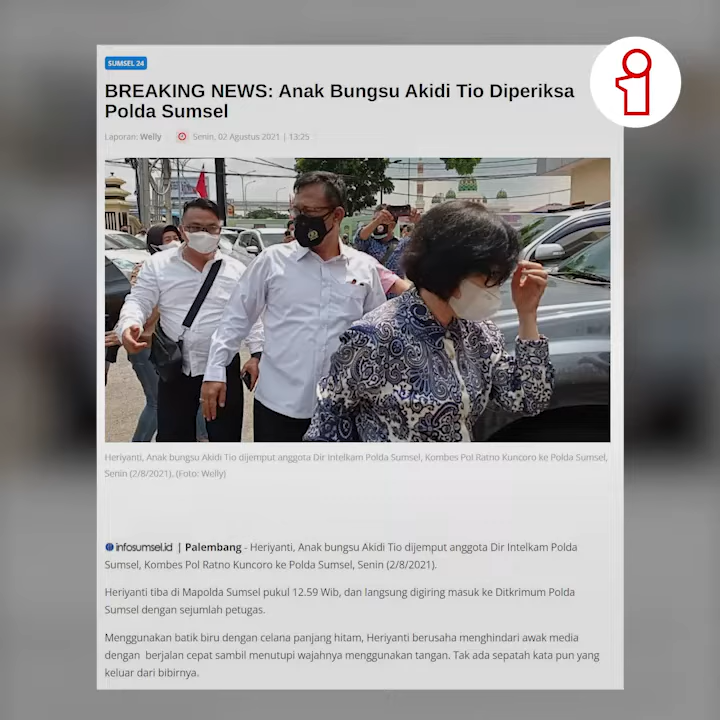 SUMSEL 24
BREAKING NEWS: Anak Bungsu Akidi Tio Diperiksa
Polda Sumsel
Laporan: Welly Senin, 02 Agustus 2021 | 13:25
Heriyanti, Anak bungsu Akidi Tio dijemput anggota Dir Intelkam Polda Sumsel, Kombes Pol Ratno Kuncoro ke Polda Sumsel,
Senin (2/8/2021)..(Foto: Welly)
infosumsel.id | Palembang - Heriyanti, Anak bungsu Akidi Tio dijemput anggota Dir Intelkam Polda
Sumsel, Kombes Pol Ratno Kuncoro ke Polda Sumsel, Senin (2/8/2021).
Heriyanti tiba di Mapolda Sumsel pukul 12.59 Wib, dan langsung digiring masuk ke Ditkrimum Polda
Sumsel dengan sejumlah petugas.
Menggunakan batik biru dengan celana panjang hitam, Heriyanti berusaha menghindari awak media
dengan berjalan cepat sambil menutupi wajahnya menggunakan tangan. Tak ada sepatah kata pun yang
keluar dari bibirnya.